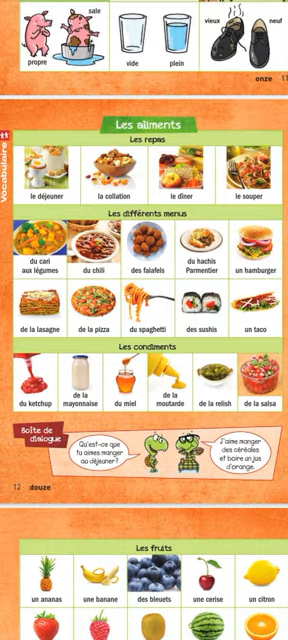 sale
vieux
neuf
propre
vide
plein
onze 11
Vocabulaire
Les aliments
Les repas
le déjeuner
la collation
le dîner
le souper
Les différents menus
du cari
aux légumes
du chili
des falafels
du hachis
Parmentier
un hamburger
de la lasagne
de la pizza
du spaghetti
des sushis
un taco
Les condiments
du ketchup
de la
mayonnaise
du miel
de la
moutarde
de la relish
de la salsa
Boîte de
dialogue
Qu'est-ce que
tu aimes manger
au déjeuner?
J'aime manger
des céréales
et boire un jus
d'orange.
12 douze
Les fruits
un ananas
une banane
des bleuets
une cerise
un citron